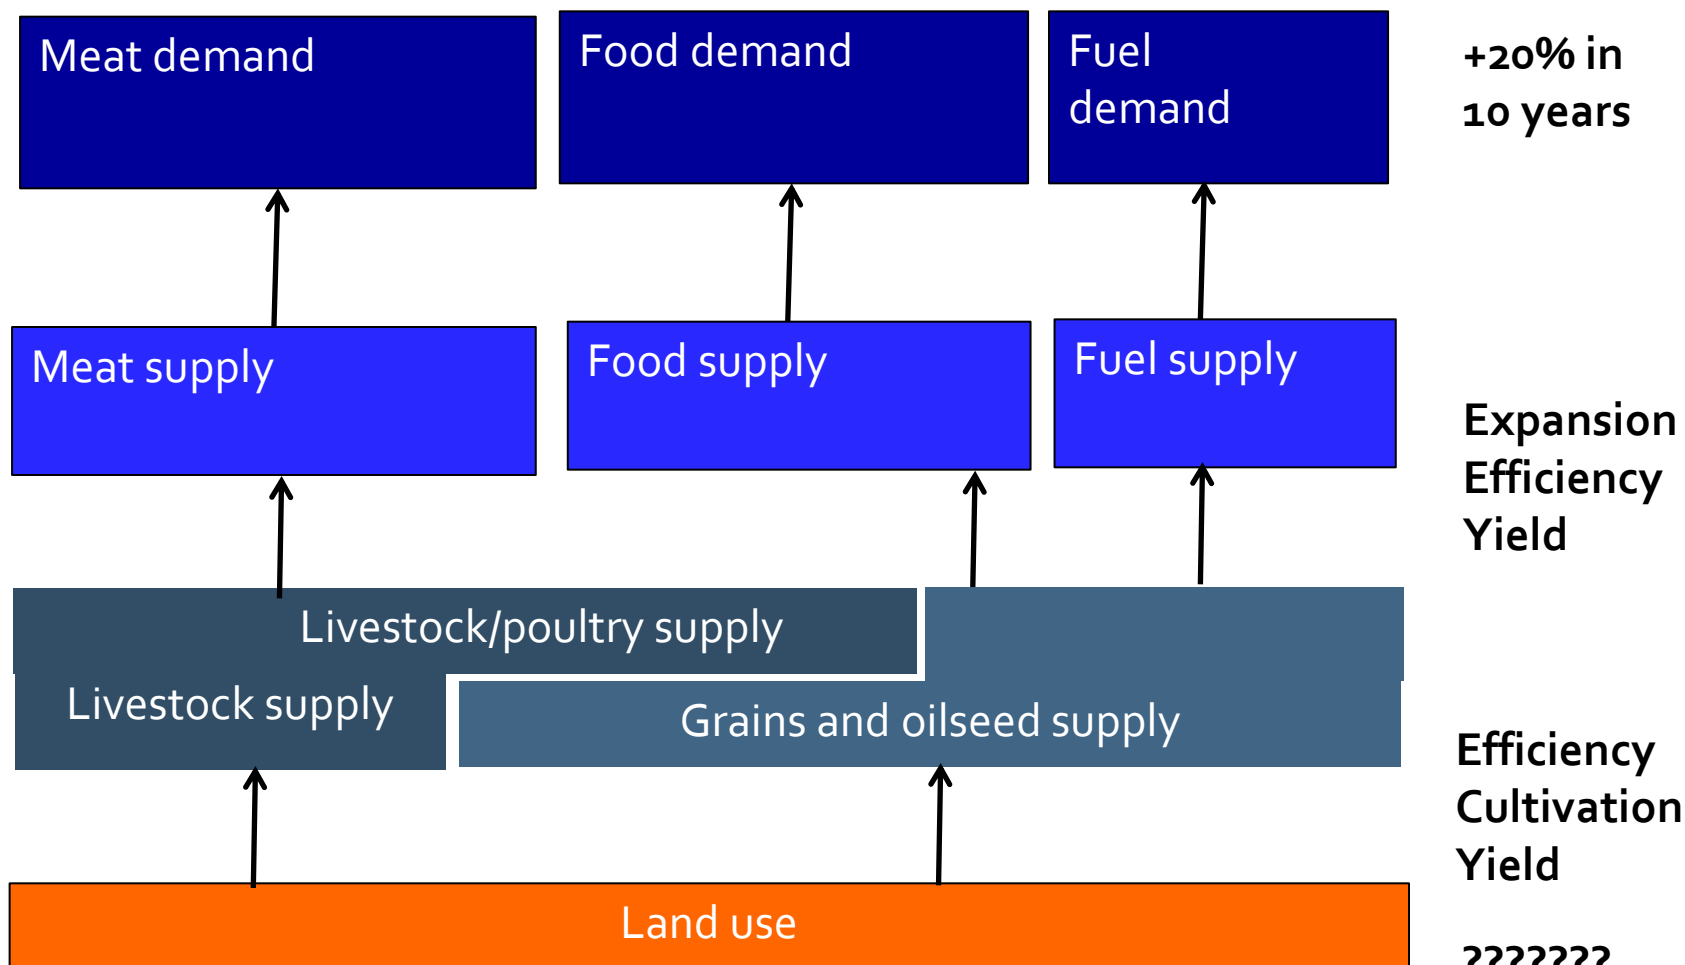 Meat demand
Food demand
Fuel
demand
+20% in
10 years
Meat supply
Food supply
Fuel supply
Expansion
Efficiency
Yield
Livestock/poultry supply
Livestock supply
Grains and oilseed supply
Efficiency
Cultivation
Yield
Land use
???????